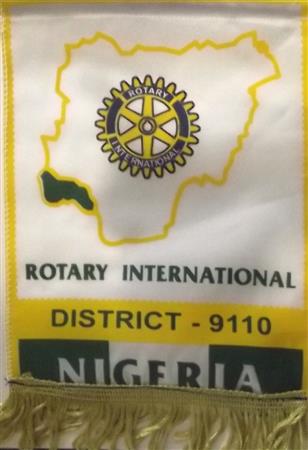 ROTARY
INTERNATIONAL
ROTARY INTERNATIONAL
DISTRICT - 9110
NIGERIA